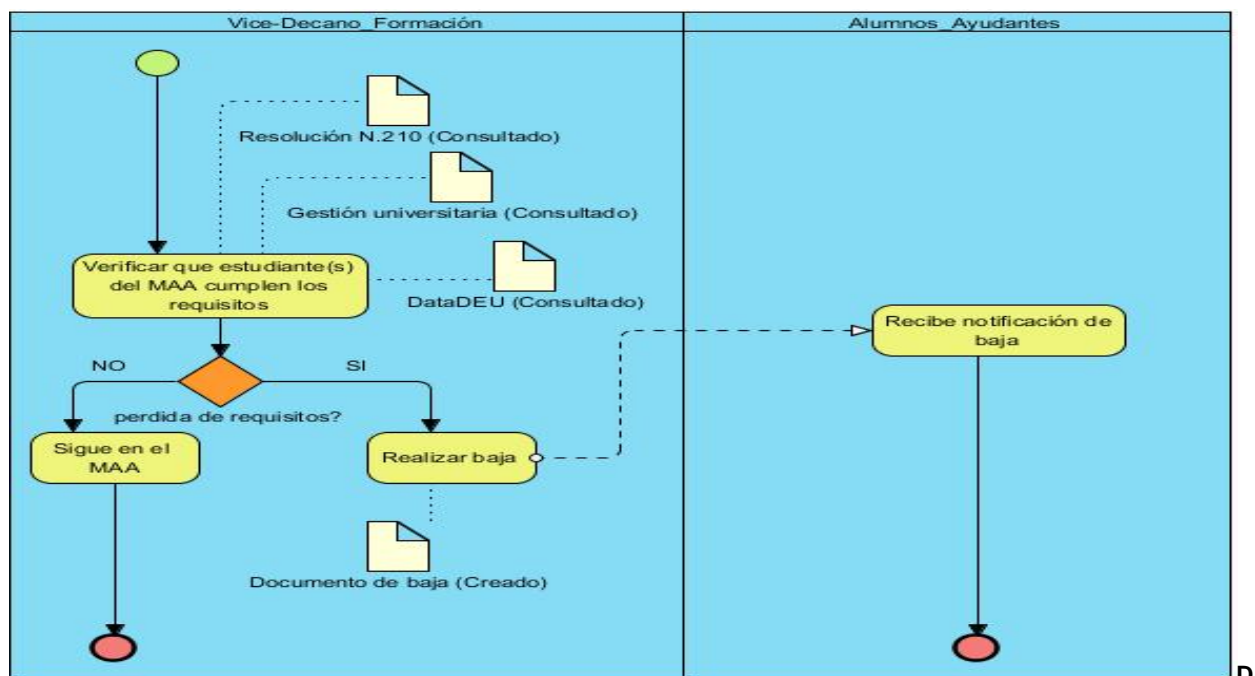 Vice-Decano_Formación
Alumnos_Ayudantes
Resolución N.210 (Consultado)
Gestión universitaria (Consultado)
Verificar que estudiante(s)
del MAA cumplen los
requisitos
DataDEU (Consultado)
Recibe notificación de
baja
NO
SI
perdida de requisitos?
Sigue en el
MAA
Realizar baja
Documento de baja (Creado)
D